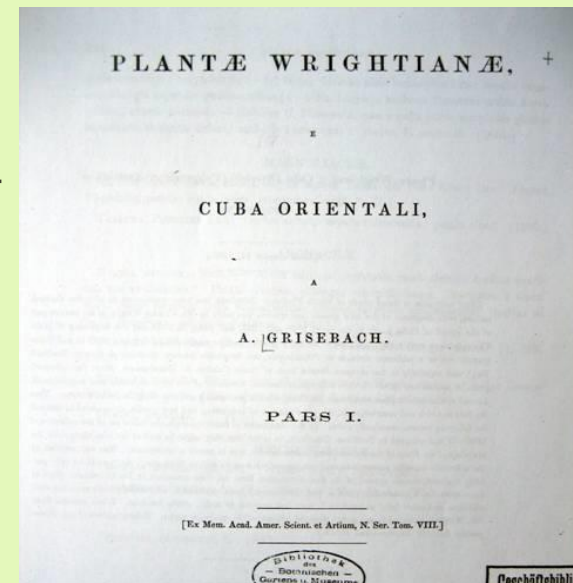 PLANTÆ WRIGHTIANÆ,
E
CUBA ORIENTALI,
A
A. GRISEBACH.
PARS I.
[Ex Mem. Acad. Amer. Scient. et Artium, N. Ser. Tom. VIII.]
Bibliothek
des
— Botanischen —
Gartens u. Museums